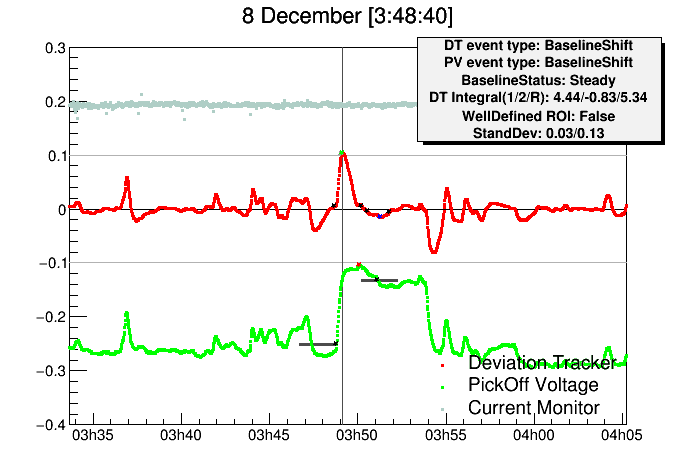 8 December [3:48:40]
DT event type: BaselineShift
PV event type: BaselineShift
BaselineStatus: Steady
DT Integral(1/2/R): 4.44/-0.83/5.34
WellDefined ROI: False
StandDev: 0.03/0.13
0.3
0.2
0.1
0
−0.1
−0.2
−0.3
−0.4
Deviation Tracker
PickOff Voltage
Current Monitor
03h35 03h40 03h45 03h50 03h55 04h00 04h05